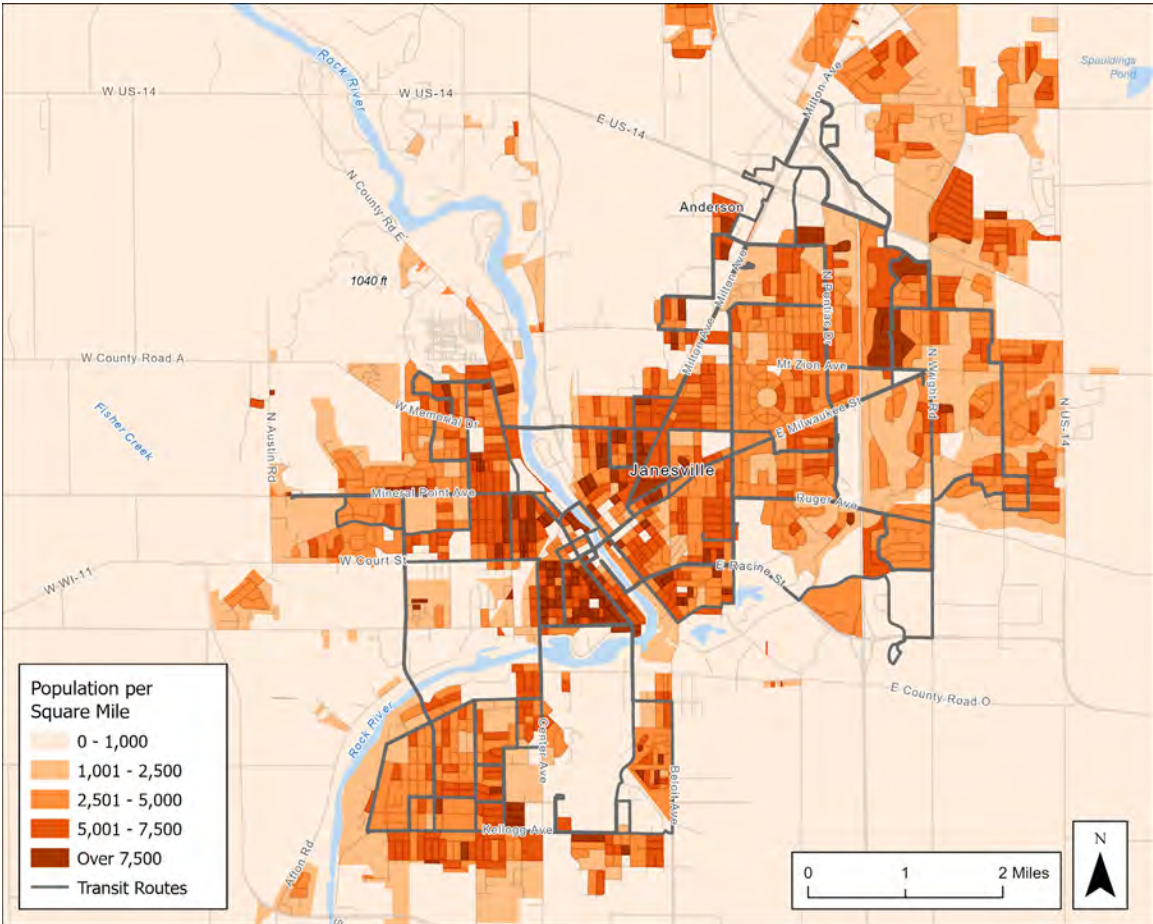 Rock River
Spauldings
Pond
W US-14
W US-14
Milton Ave
E US-14
N County Rd E
Anderson
1040 ft
Milton Ave
N Pontiac Dr
Milton Ave
W County Road A
Mt Zion Ave
N Wright Rd
Fisher Creek
N Austin Rd
W Memorial Dr
E Milwaukee St
N US-14
Janesville
Mineral Point Ave
Ruger Ave
W Court St
E Racine St
W WI-11
E County Road O
Rock River
Center Ave
Beloit Ave
Kellogg Ave
Afton Rd
S
Population per
Square Mile
0 - 1,000
1,001 - 2,500
2,501 - 5,000
5,001 - 7,500
Over 7,500
Transit Routes
0 1 2 Miles
N